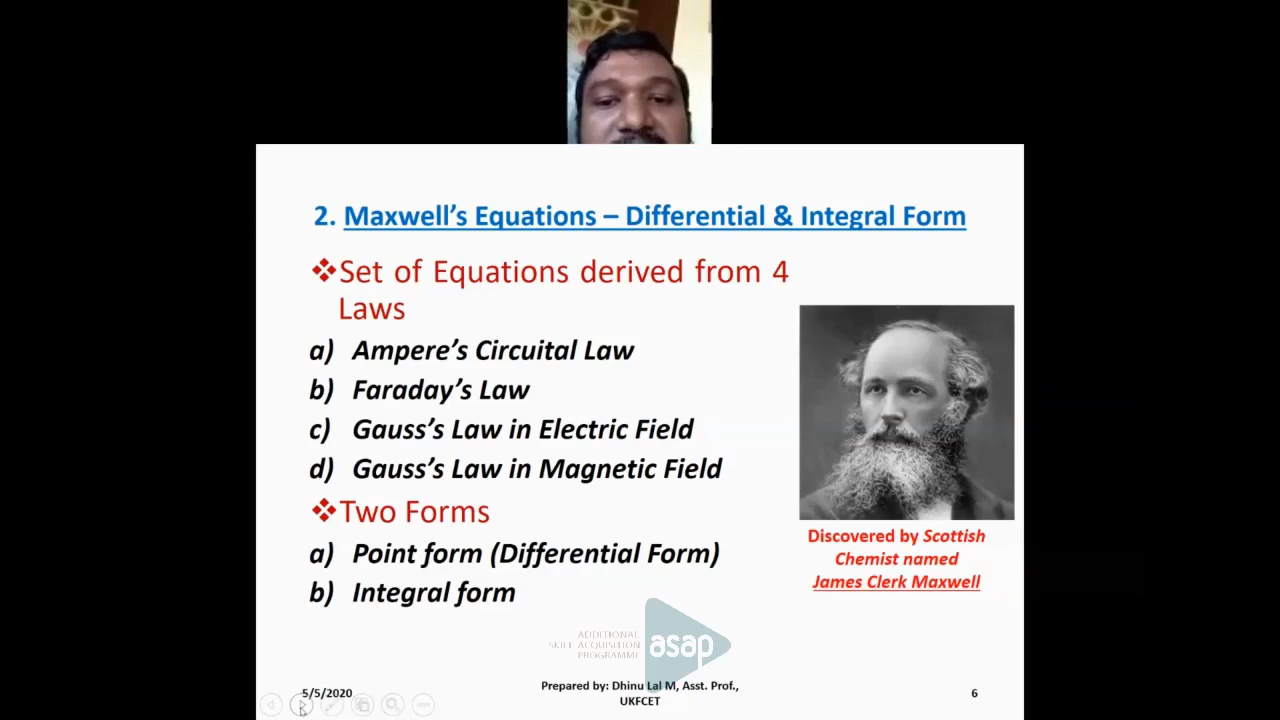 2. Maxwell's Equations – Differential & Integral Form
❖Set of Equations derived from 4
Laws
a) Ampere's Circuital Law
b) Faraday's Law
c) Gauss's Law in Electric Field
d) Gauss's Law in Magnetic Field
❖Two Forms
a) Point form (Differential Form)
b) Integral form
Discovered by Scottish
Chemist named
James Clerk Maxwell
ADDITIONAL
SKILL ACQUISITION
PROGRAMME
asap
5/5/2020
Prepared by: Dhinu Lal M, Asst. Prof.,
UKFCET
6